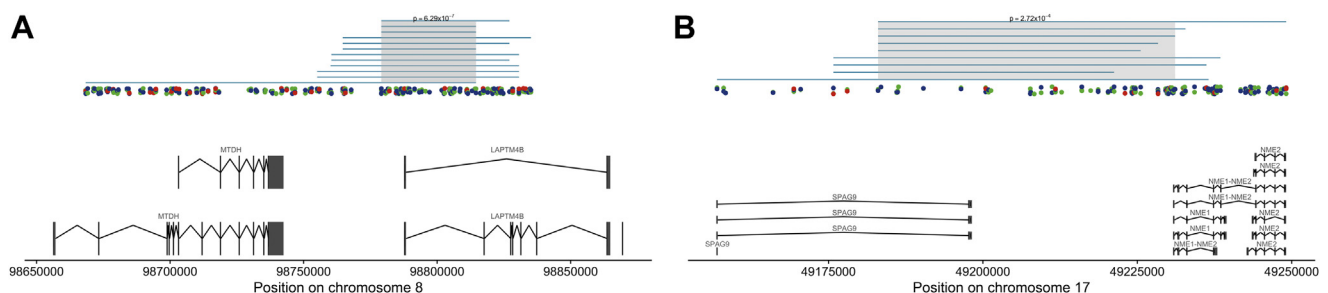 A
p = 6.29x10⁻⁷
MTDH
LAPTM4B
MTDH
LAPTM4B
98650000 98700000 98750000 98800000 98850000
Position on chromosome 8
B
p = 2.72x10⁻⁴
NME2
NME2
NME1-NME2
SPAG9
NME1-NME2
SPAG9
NME1
NME2
SPAG9
NME1
NME2
SPAG9
NME1-NME2
NME2
49175000 49200000 49225000 49250000
Position on chromosome 17